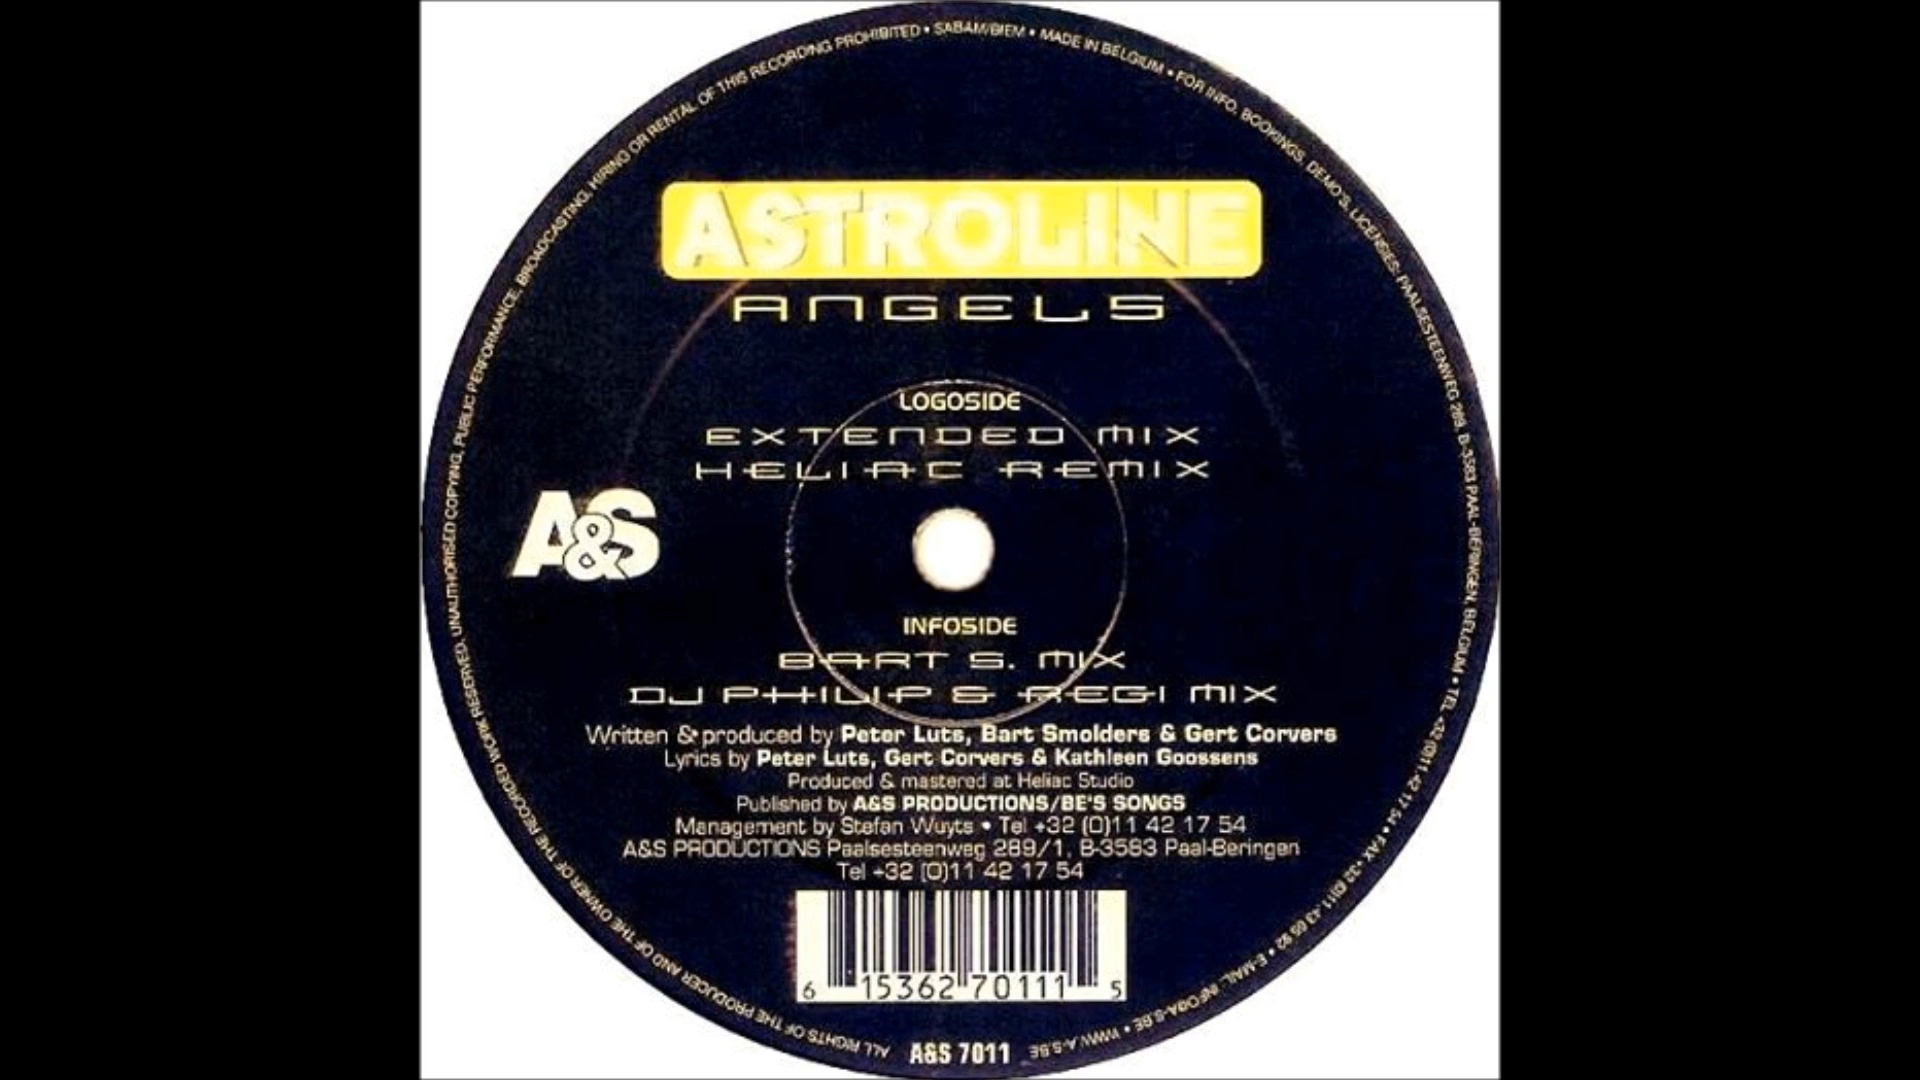 ALL RIGHTS OF THE PRODUCER AND OF THE OWNER OF THE RECORDED WORK RESERVED. UNAUTHORISED COPYING, PUBLIC PERFORMANCE, BROADCASTING, HIRING OR RENTAL OF THIS RECORDING PROHIBITED • SABAM/BIEM • MADE IN BELGIUM • FOR INFO, BOOKINGS, DEMO'S, LICENSIES: PAALSESTEENWEG 289, B-3583 PAAL-BERINGEN, BELGIUM • TEL +32 (0)11.42 17 54 • FAX +32 (0)11.43 05 92 • E-MAIL: INFO@A-S.BE • WWW.A-S.BE
ASTROLINE
ANGELS
LOGOSIDE
EXTENDED MIX
HELIAC REMIX
A&S
INFOSIDE
BART S. MIX
DJ PHILIP & REGI MIX
Written & produced by Peter Luts, Bart Smolders & Gert Corvers
Lyrics by Peter Luts, Gert Corvers & Kathleen Goossens
Produced & mastered at Heliac Studio
Published by A&S PRODUCTIONS/BE'S SONGS
Management by Stefan Wuyts • Tel +32 (0)11 42 17 54
A&S PRODUCTIONS Paalsesteenweg 289/1, B-3583 Paal-Beringen
Tel +32 (0)11 42 17 54
6 15362 70111 5
A&S 7011